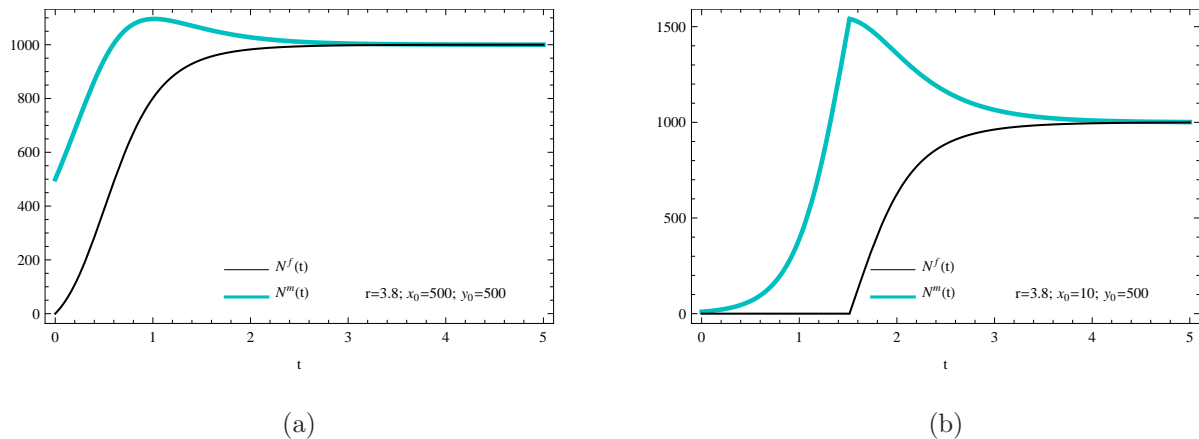 1000
800
600
400
200
0
N^f(t)
N^m(t)
r=3.8; x_0=500; y_0=500
0 1 2 3 4 5
t
(a)
1500
1000
500
0
N^f(t)
N^m(t)
r=3.8; x_0=10; y_0=500
0 1 2 3 4 5
t
(b)